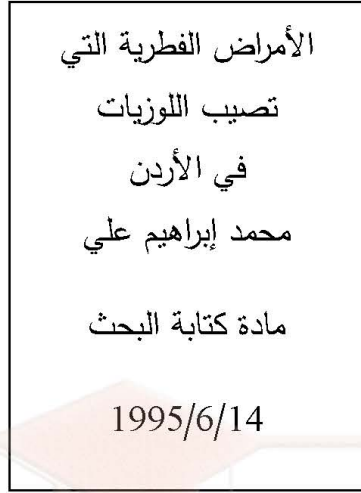 الأمراض الفطرية التي
تصيب اللوزيات
في الأردن
محمد إبراهيم علي
مادة كتابة البحث
1995/6/14